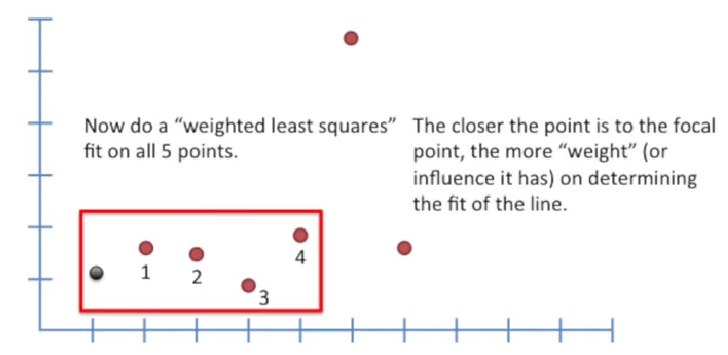 Now do a “weighted least squares”
fit on all 5 points.
The closer the point is to the focal
point, the more “weight” (or
influence it has) on determining
the fit of the line.
1
2
3
4